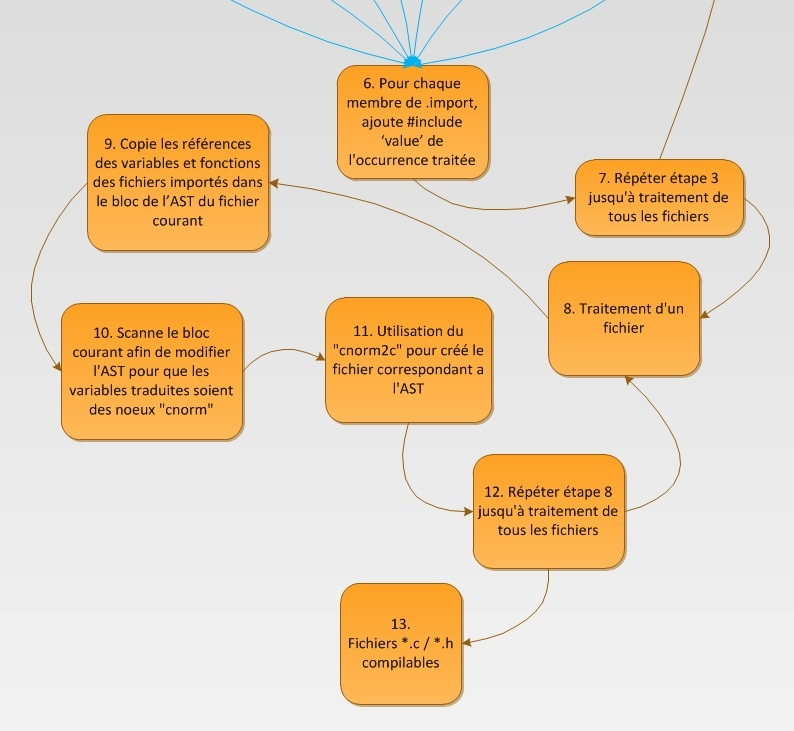 6. Pour chaque
membre de .import,
ajoute #include
‘value’ de
l'occurrence traitée
7. Répéter étape 3
jusqu'à traitement de
tous les fichiers
8. Traitement d'un
fichier
9. Copie les références
des variables et fonctions
des fichiers importés dans
le bloc de l’AST du fichier
courant
10. Scanne le bloc
courant afin de modifier
l'AST pour que les
variables traduites soient
des noeux "cnorm"
11. Utilisation du
"cnorm2c" pour créé le
fichier correspondant a
l'AST
12. Répéter étape 8
jusqu'à traitement de
tous les fichiers
13.
Fichiers *.c / *.h
compilables